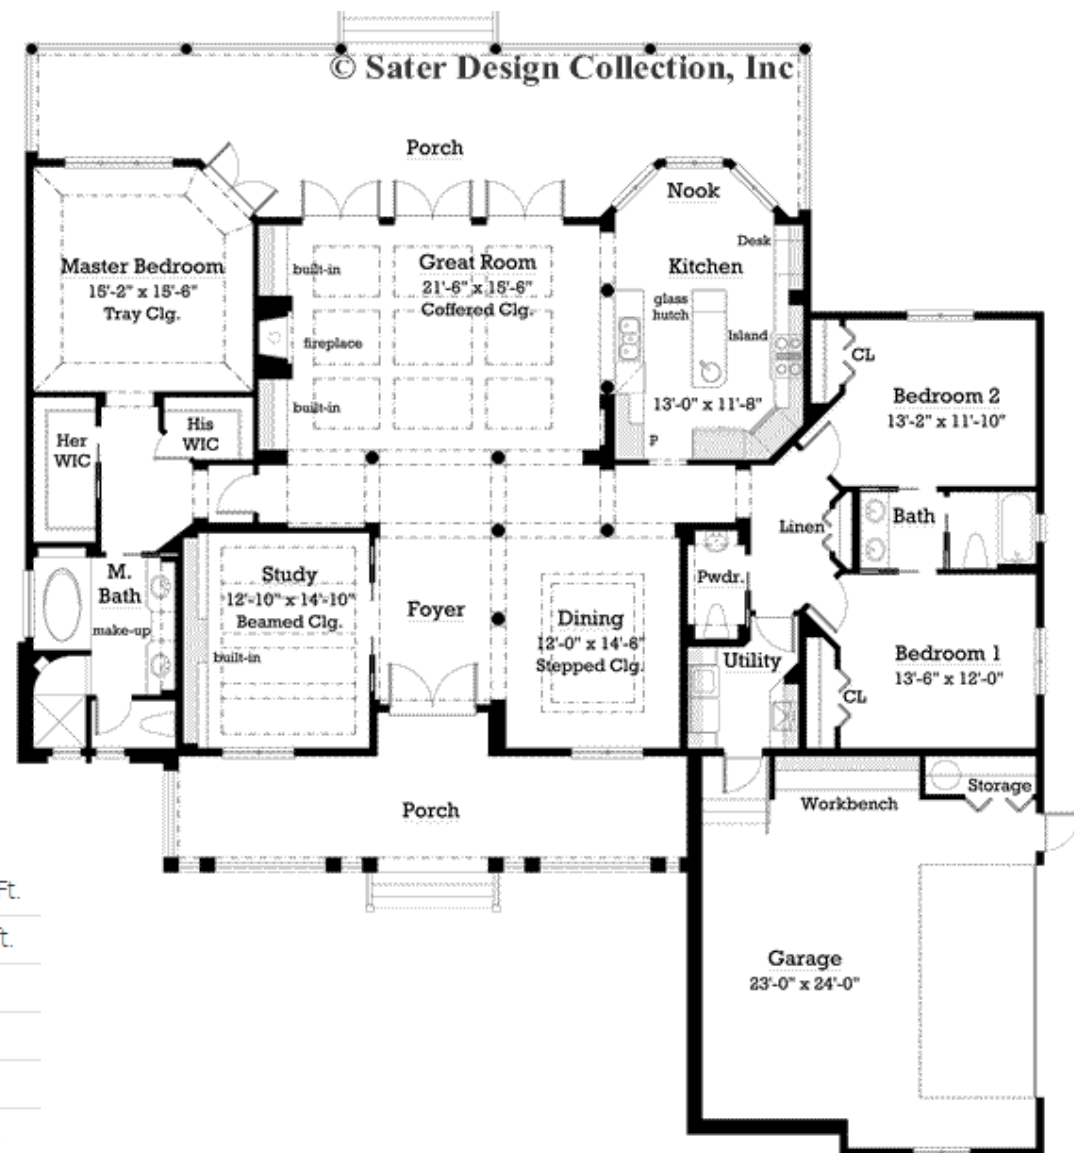 © Sater Design Collection, Inc
Porch
Nook
Desk
Master Bedroom
15'-2" x 15'-6"
Tray Clg.
built-in
Great Room
21'-6" x 15'-6"
Coffered Clg.
Kitchen
glass
hutch
Island
fireplace
CL
built-in
13'-0" x 11'-8"
Bedroom 2
13'-2" x 11'-10"
Her
WIC
His
WIC
P
Linen
Bath
M.
Bath
make-up
Study
12'-10" x 14'-10"
Beamed Clg.
built-in
Foyer
Dining
12'-0" x 14'-6"
Stepped Clg.
Pwdr.
Utility
Bedroom 1
13'-6" x 12'-0"
CL
Porch
Workbench
Storage
Ft.
t.
Garage
23'-0" x 24'-0"